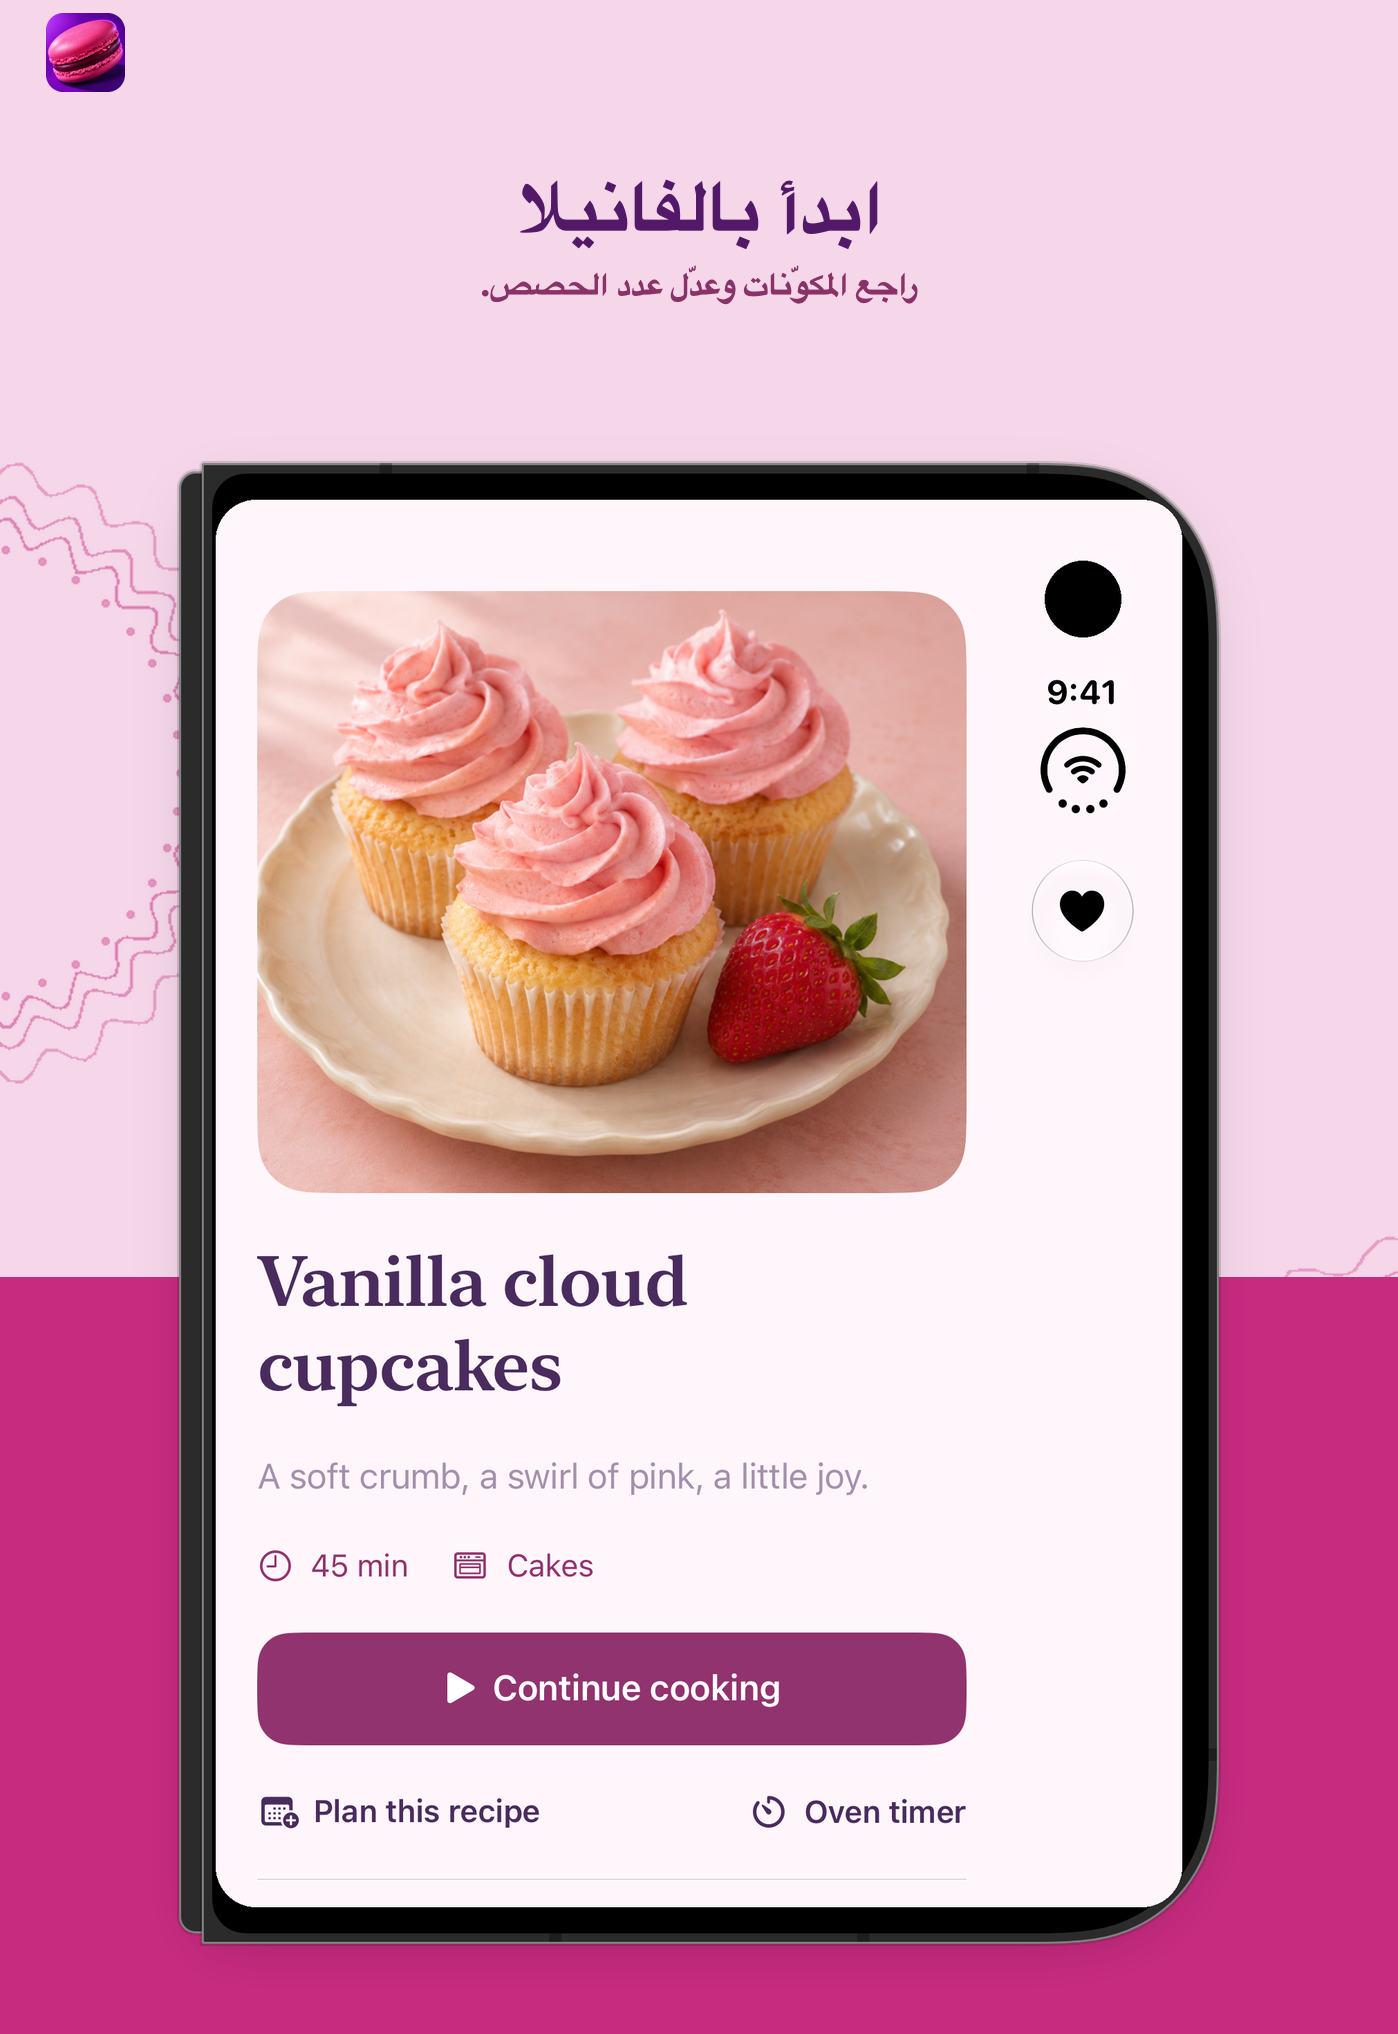 ابدأ بالفانيلا
راجع المكوّنات وعدّل عدد الحصص.
9:41
Vanilla cloud
cupcakes
A soft crumb, a swirl of pink, a little joy.
45 min Cakes
Continue cooking
Plan this recipe Oven timer